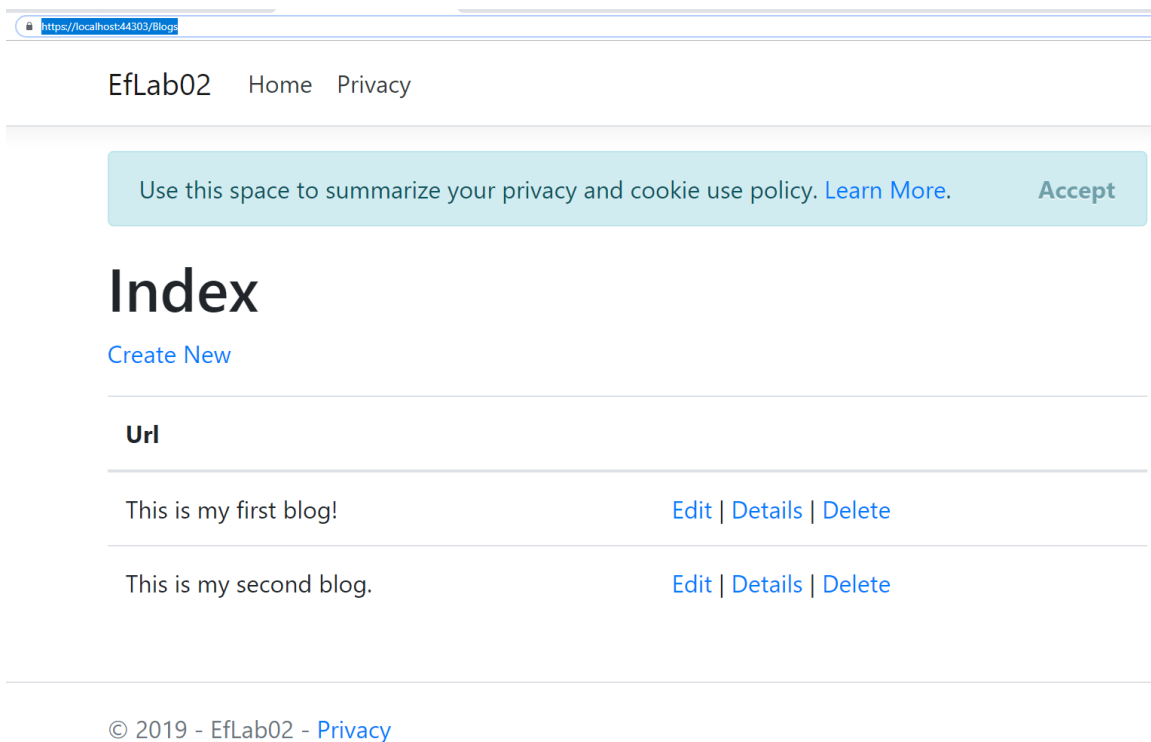 https://localhost:44303/Blogs
EfLab02 Home Privacy
Use this space to summarize your privacy and cookie use policy. Learn More. Accept
Index
Create New
Url
This is my first blog! Edit | Details | Delete
This is my second blog. Edit | Details | Delete
© 2019 - EfLab02 - Privacy